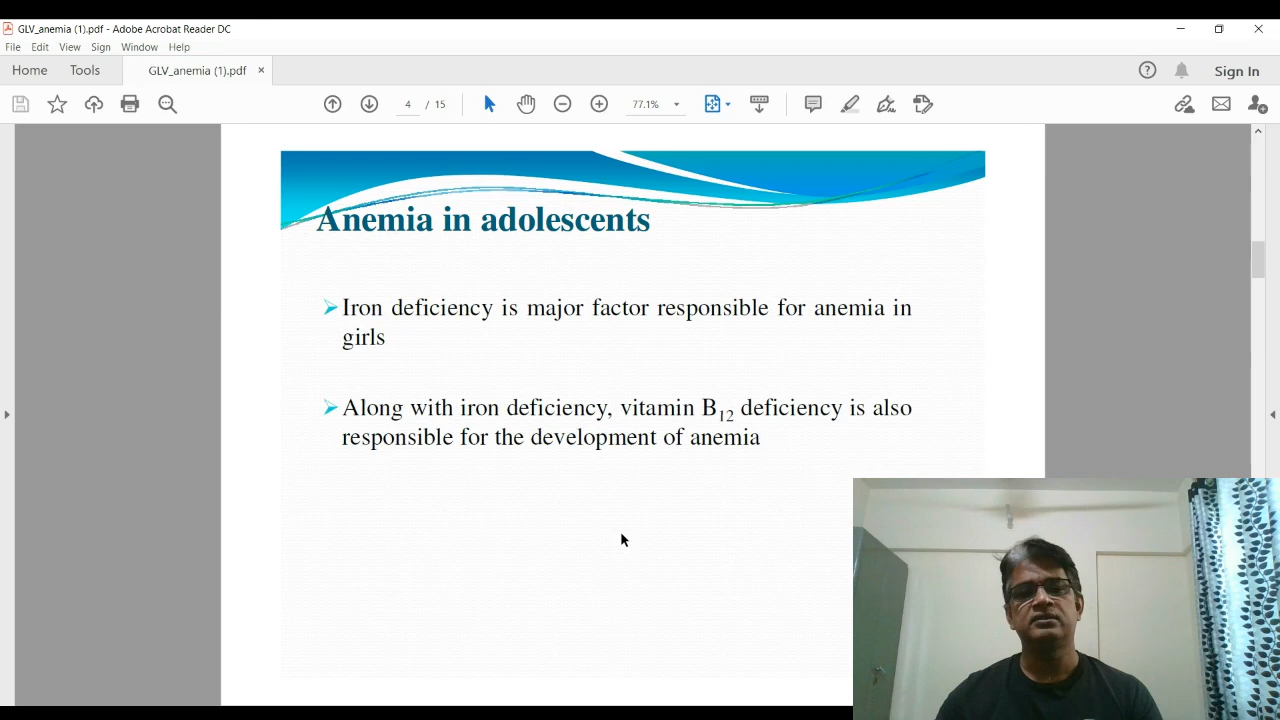 GLV_anemia (1).pdf - Adobe Acrobat Reader DC
File Edit View Sign Window Help
Home Tools GLV_anemia (1).pdf × Sign In
4 / 15 77.1%
Anemia in adolescents
Iron deficiency is major factor responsible for anemia in
girls
Along with iron deficiency, vitamin B12 deficiency is also
responsible for the development of anemia